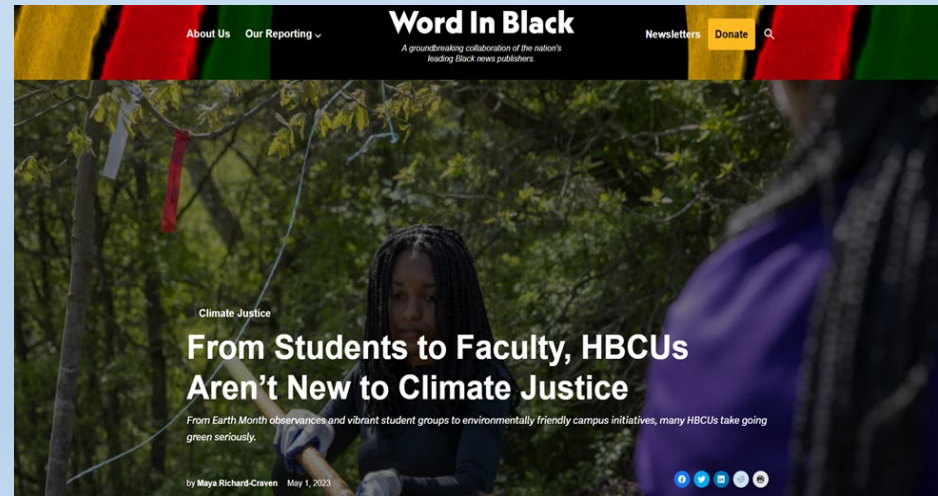 About Us Our Reporting
Word In Black
A groundbreaking collaboration of the nation's
leading Black news publishers.
Newsletters Donate
Climate Justice
From Students to Faculty, HBCUs
Aren't New to Climate Justice
From Earth Month observances and vibrant student groups to environmentally friendly campus initiatives, many HBCUs take going
green seriously.
by Maya Richard-Craven May 1, 2023